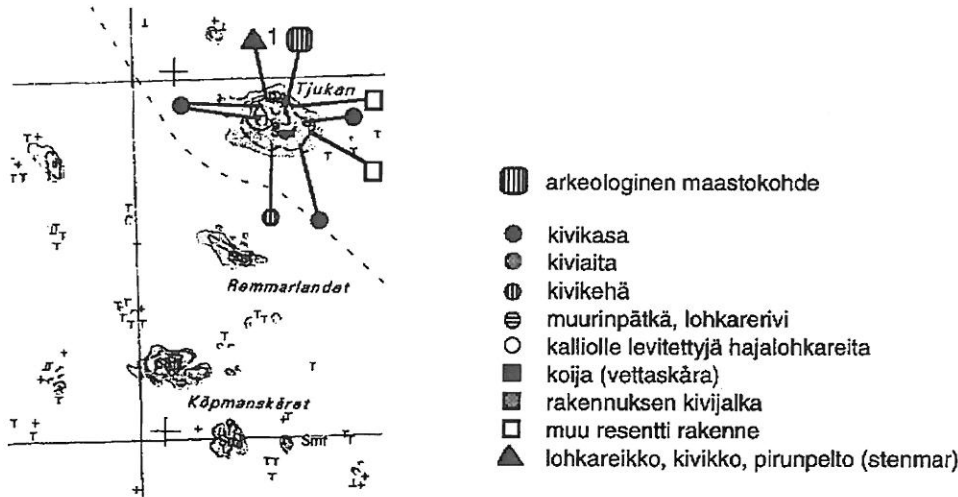 1
Tjukan
Remmarlandet
Köpmanskäret
Smf
arkeologinen maastokohde
kivikasa
kiviaita
kivikehä
muurinpätkä, lohkarerivi
kalliolle levitettyjä hajalohkareita
koija (vettaskåra)
rakennuksen kivijalka
muu resentti rakenne
lohkareikko, kivikko, pirunpelto (stenmar)